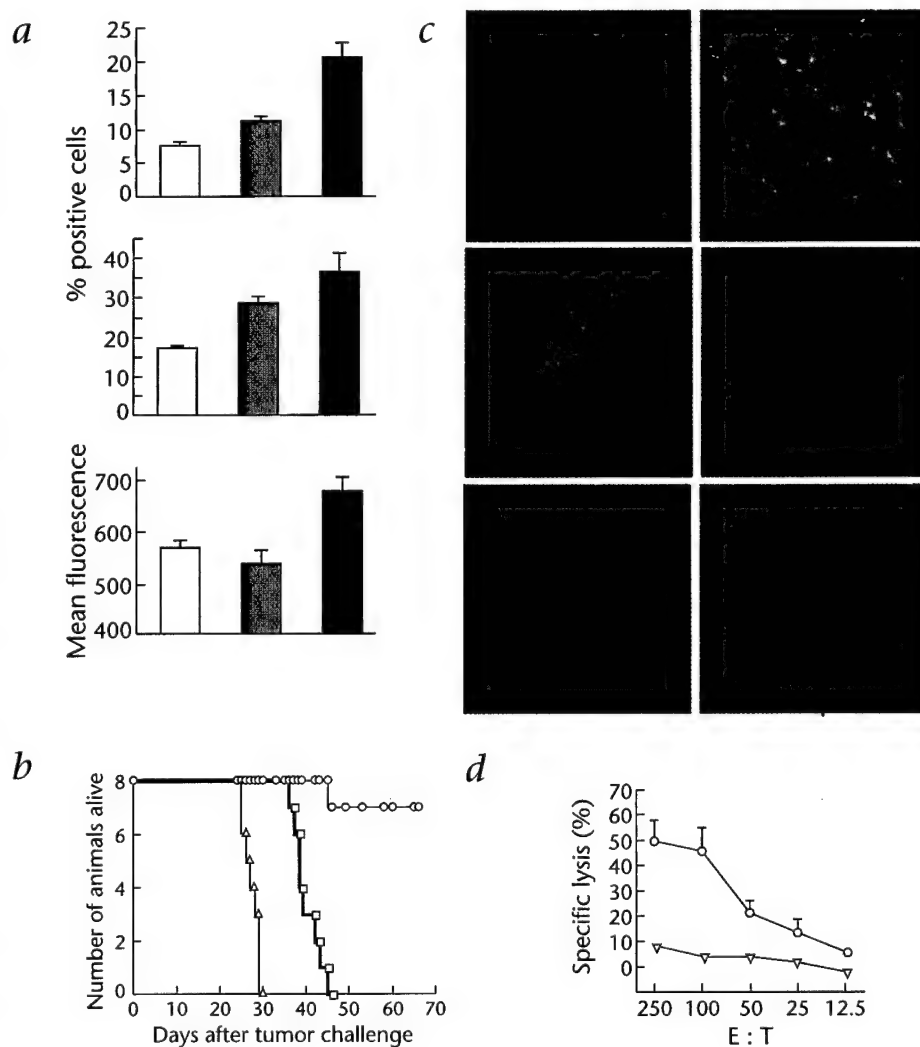 a
% positive cells
25
20
15
10
5
0
40
30
20
10
0
Mean fluorescence
700
600
500
400
c
b
Number of animals alive
8
6
4
2
0
0 10 20 30 40 50 60 70
Days after tumor challenge
d
Specific lysis (%)
70
60
50
40
30
20
10
0
250 100 50 25 12.5
E : T